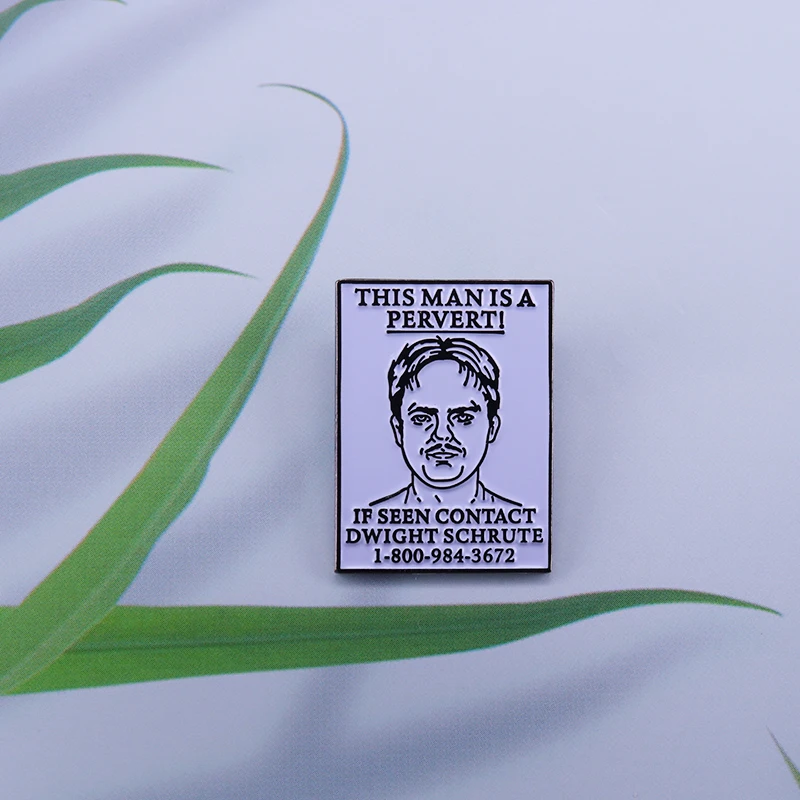 THIS MAN IS A
PERVERT!
IF SEEN CONTACT
DWIGHT SCHRUTE
1-800-984-3672